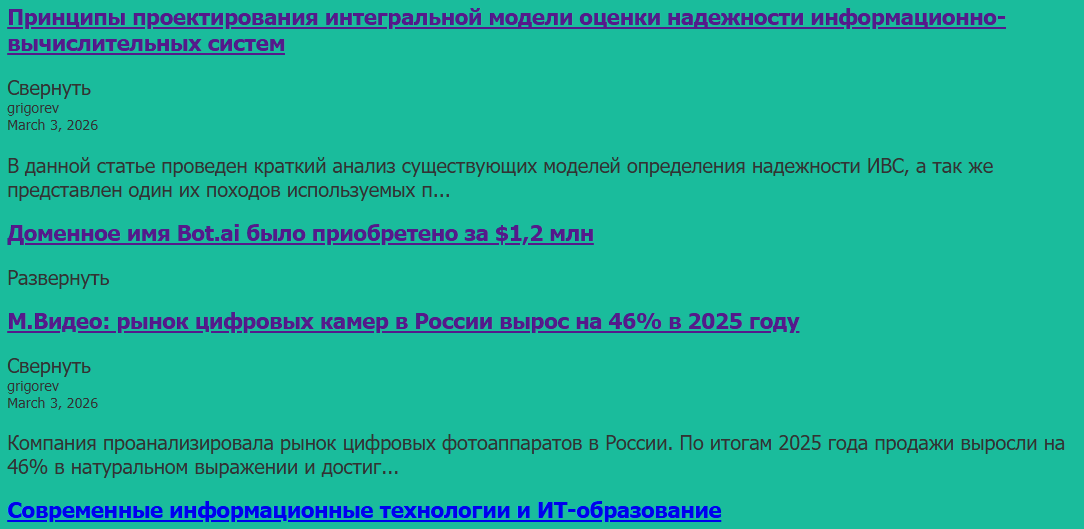 Принципы проектирования интегральной модели оценки надежности информационно-
вычислительных систем
Свернуть
grigorev
March 3, 2026
В данной статье проведен краткий анализ существующих моделей определения надежности ИВС, а так же
представлен один их походов используемых п...
Доменное имя Bot.ai было приобретено за $1,2 млн
Развернуть
М.Видео: рынок цифровых камер в России вырос на 46% в 2025 году
Свернуть
grigorev
March 3, 2026
Компания проанализировала рынок цифровых фотоаппаратов в России. По итогам 2025 года продажи выросли на
46% в натуральном выражении и достиг...
Современные информационные технологии и ИТ-образование